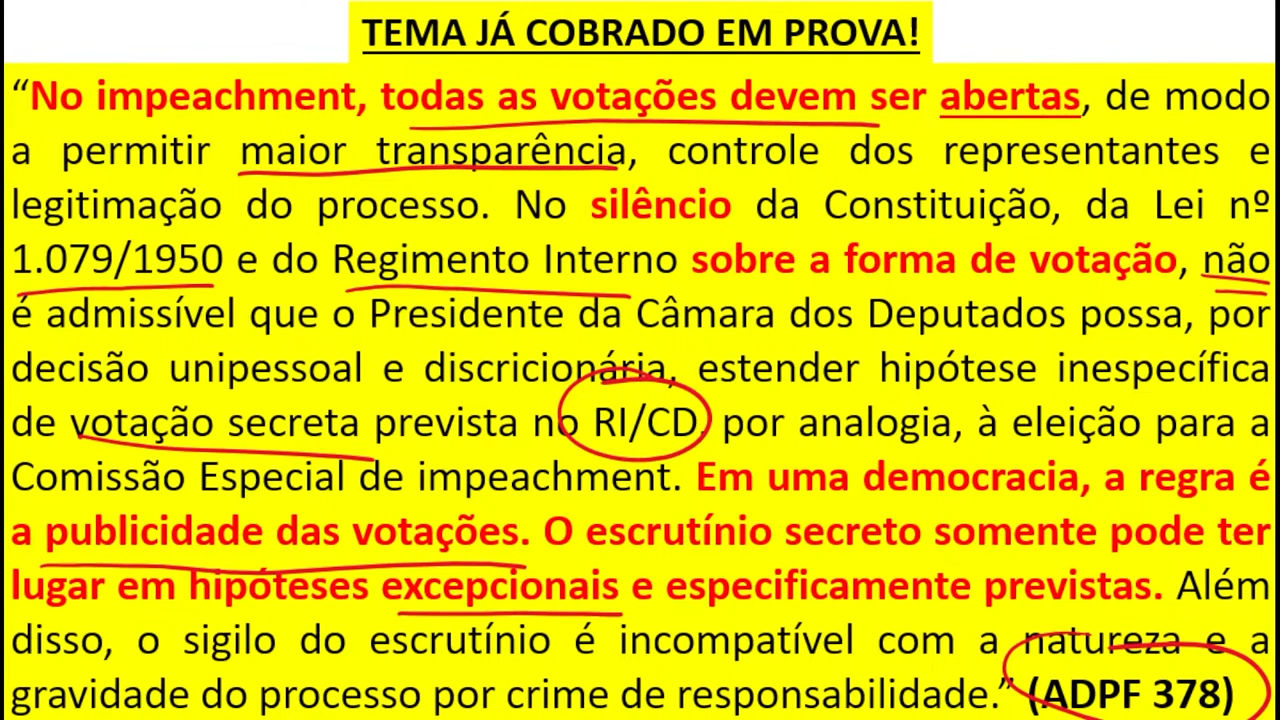 TEMA JÁ COBRADO EM PROVA!
“No impeachment, todas as votações devem ser abertas, de modo
a permitir maior transparência, controle dos representantes e
legitimação do processo. No silêncio da Constituição, da Lei nº
1.079/1950 e do Regimento Interno sobre a forma de votação, não
é admissível que o Presidente da Câmara dos Deputados possa, por
decisão unipessoal e discricionária, estender hipótese inespecífica
de votação secreta prevista no RI/CD, por analogia, à eleição para a
Comissão Especial de impeachment. Em uma democracia, a regra é
a publicidade das votações. O escrutínio secreto somente pode ter
lugar em hipóteses excepcionais e especificamente previstas. Além
disso, o sigilo do escrutínio é incompatível com a natureza e a
gravidade do processo por crime de responsabilidade.” (ADPF 378)